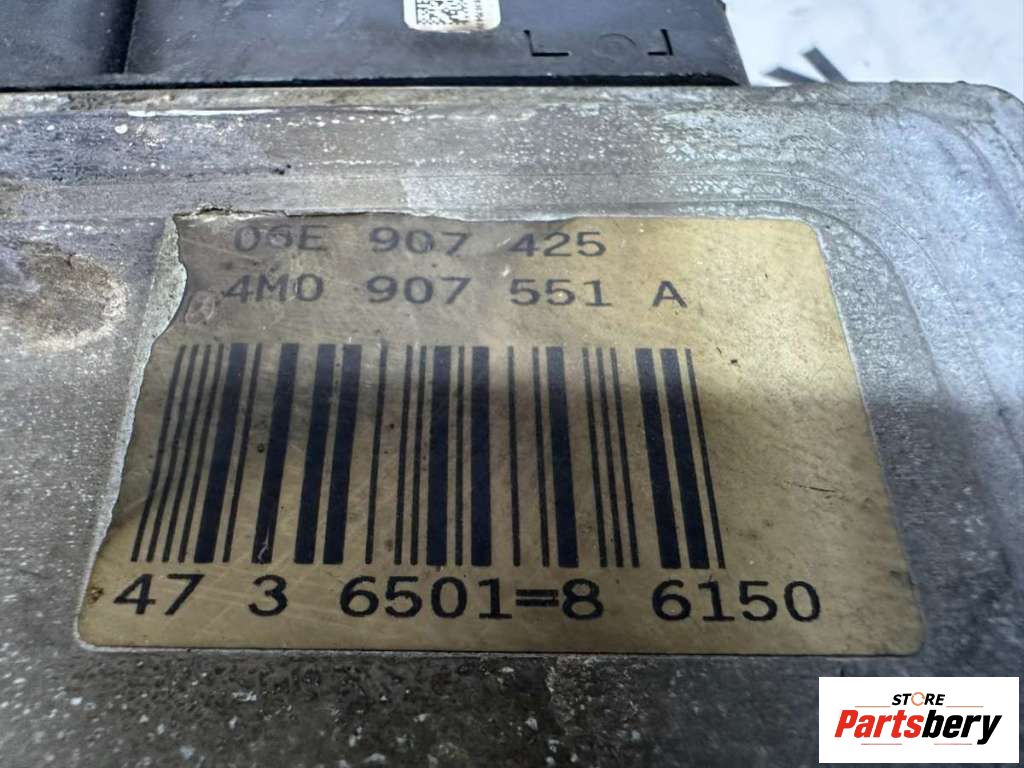 06E 907 425
4M0 907 551 A
47 3 6501=8 6150
STORE
Partsbery